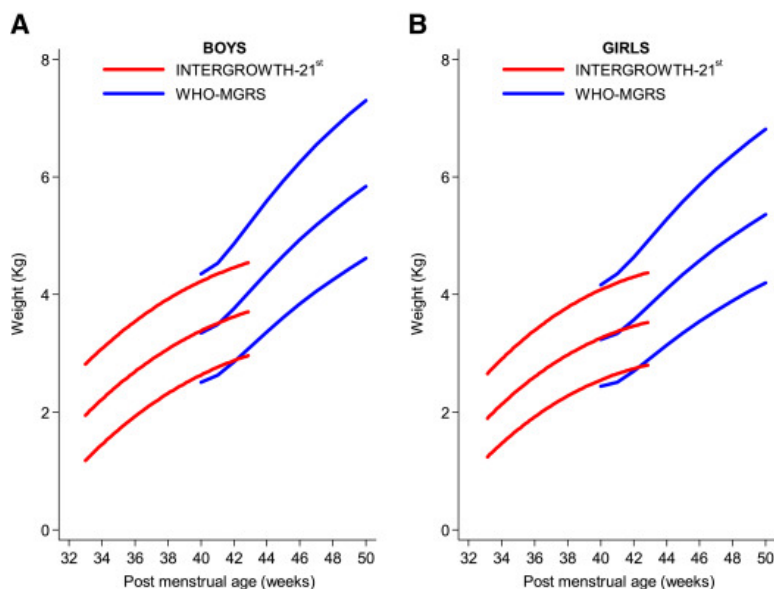 A
BOYS
INTERGROWTH-21st
WHO-MGRS
Weight (Kg)
8
6
4
2
0
32 34 36 38 40 42 44 46 48 50
Post menstrual age (weeks)
B
GIRLS
INTERGROWTH-21st
WHO-MGRS
Weight (Kg)
8
6
4
2
0
32 34 36 38 40 42 44 46 48 50
Post menstrual age (weeks)